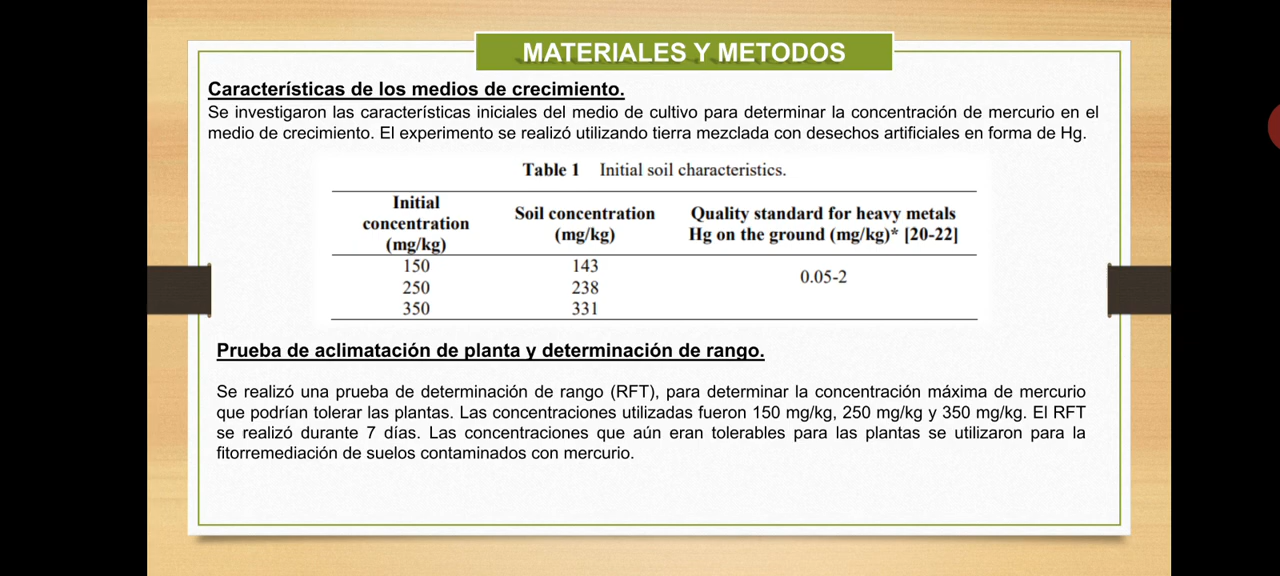 MATERIALES Y METODOS
Características de los medios de crecimiento.
Se investigaron las características iniciales del medio de cultivo para determinar la concentración de mercurio en el
medio de crecimiento. El experimento se realizó utilizando tierra mezclada con desechos artificiales en forma de Hg.
Table 1 Initial soil characteristics.
Initial concentration (mg/kg) Soil concentration (mg/kg) Quality standard for heavy metals Hg on the ground (mg/kg)* [20-22]
150 143 0.05-2
250 238
350 331
Prueba de aclimatación de planta y determinación de rango.
Se realizó una prueba de determinación de rango (RFT), para determinar la concentración máxima de mercurio
que podrían tolerar las plantas. Las concentraciones utilizadas fueron 150 mg/kg, 250 mg/kg y 350 mg/kg. El RFT
se realizó durante 7 días. Las concentraciones que aún eran tolerables para las plantas se utilizaron para la
fitorremediación de suelos contaminados con mercurio.